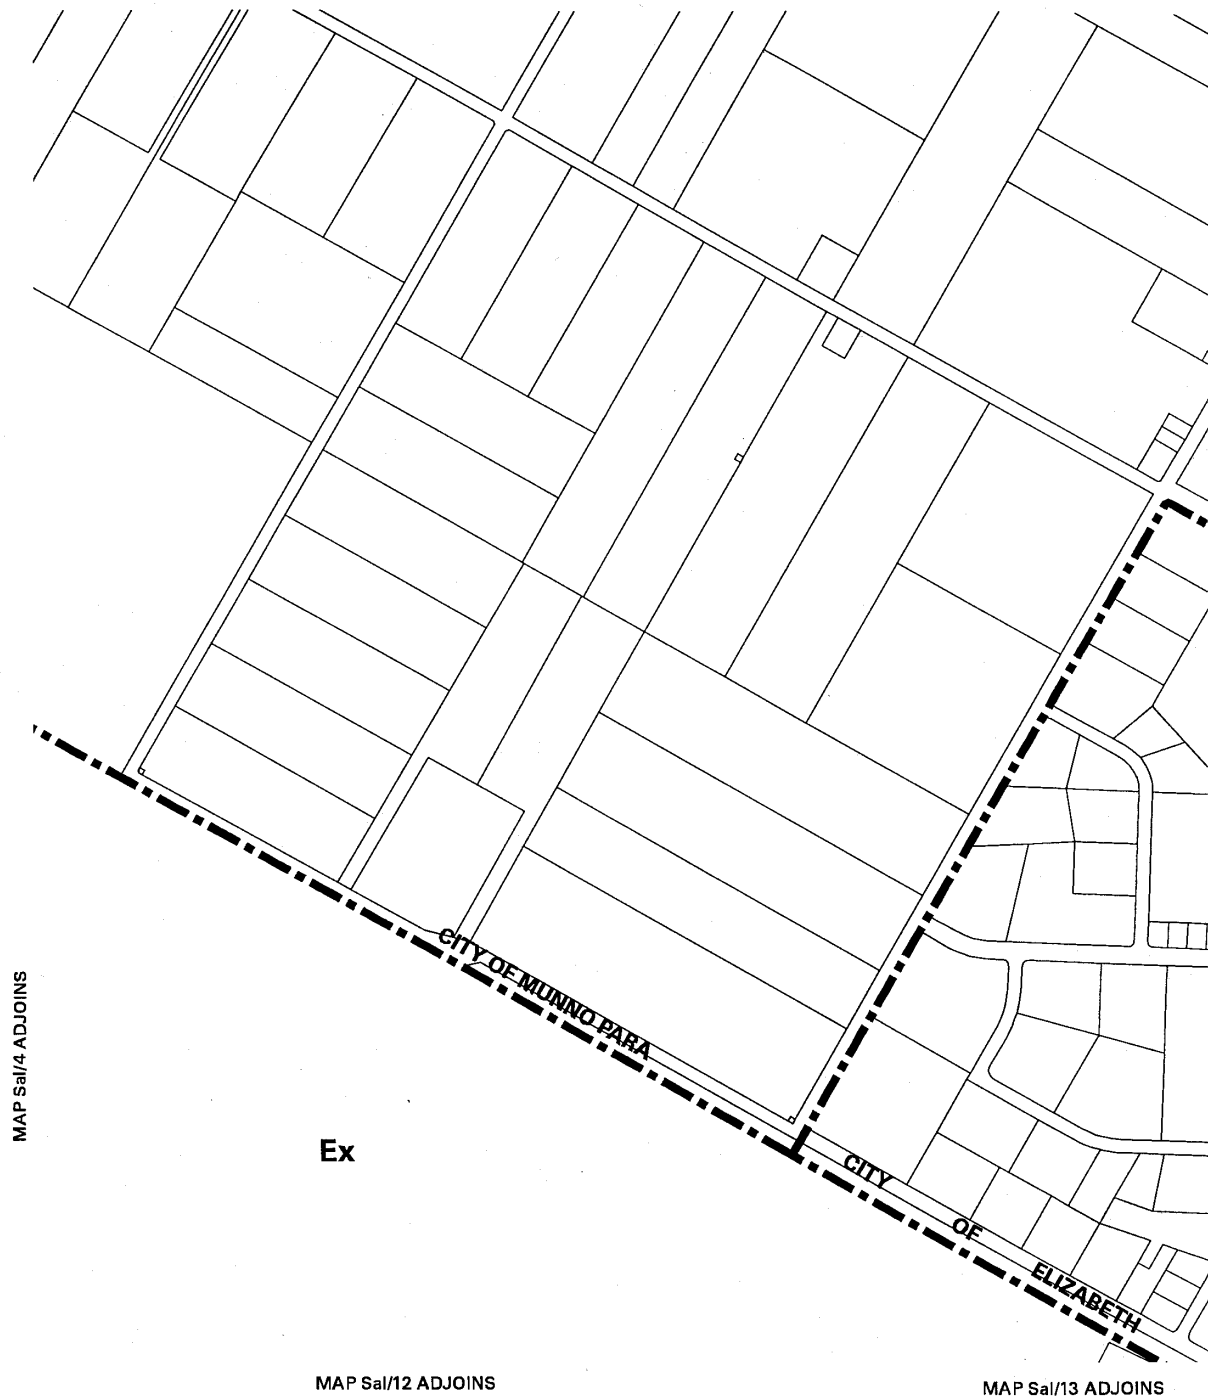 CITY OF MUNNO PARA
MAP Sal/4 ADJOINS
Ex
CITY OF ELIZABETH
MAP Sal/12 ADJOINS
MAP Sal/13 ADJOINS